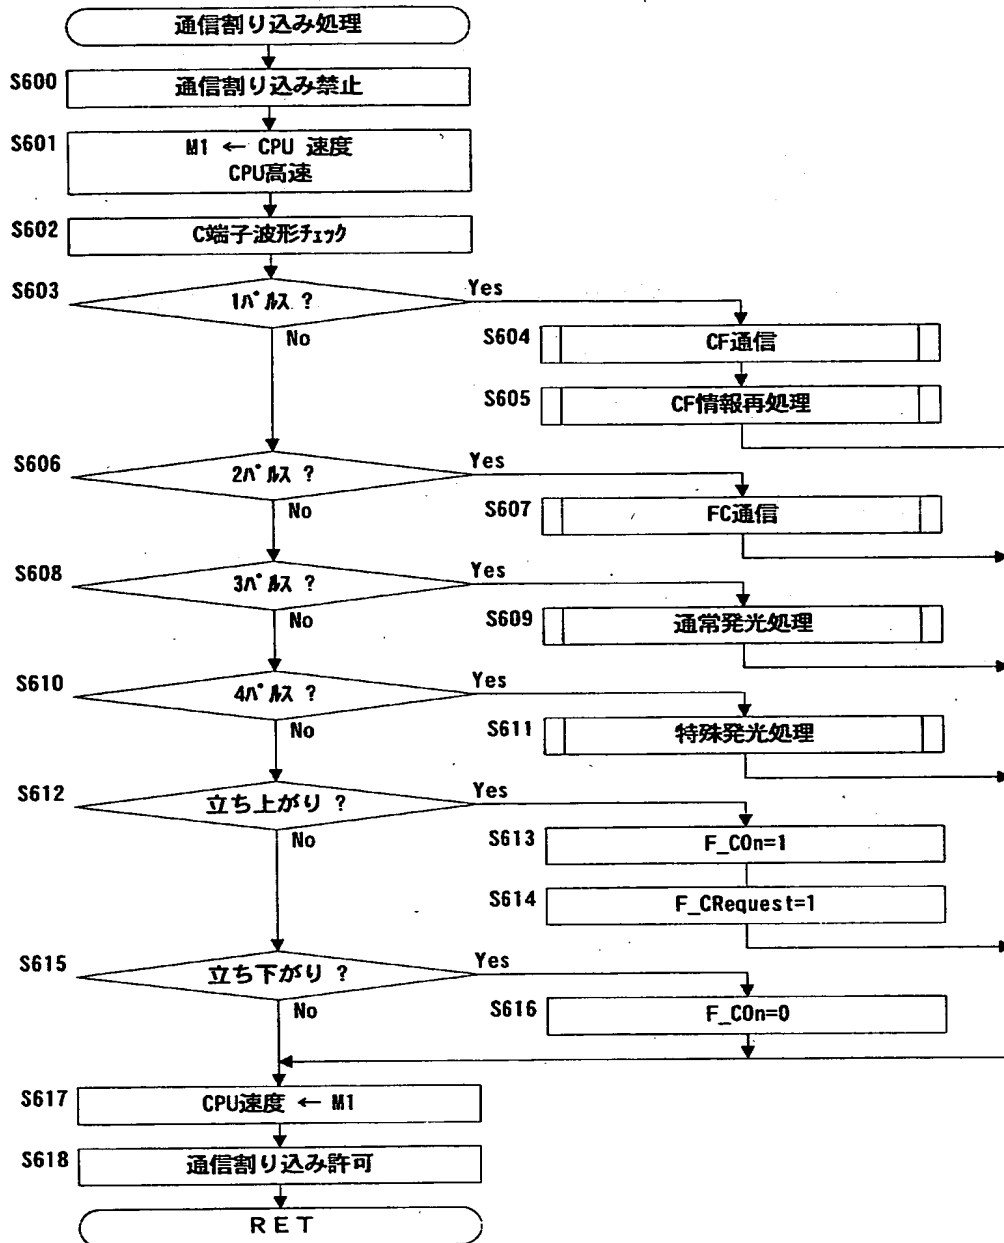 通信割り込み処理
S600
通信割り込み禁止
S601
M1 ← CPU 速度
CPU高速
S602
C端子波形ﾁｪｯｸ
S603
1ﾊﾟﾙｽ ?
Yes
No
S604
CF通信
S605
CF情報再処理
S606
2ﾊﾟﾙｽ ?
Yes
No
S607
FC通信
S608
3ﾊﾟﾙｽ ?
Yes
No
S609
通常発光処理
S610
4ﾊﾟﾙｽ ?
Yes
No
S611
特殊発光処理
S612
立ち上がり ?
Yes
No
S613
F_COn=1
S614
F_CRequest=1
S615
立ち下がり ?
Yes
No
S616
F_COn=0
S617
CPU速度 ← M1
S618
通信割り込み許可
RET